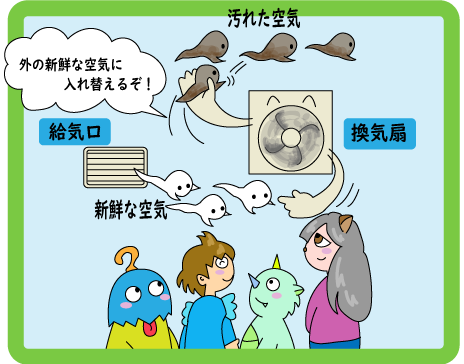 汚れた空気
外の新鮮な空気に
入れ替えるぞ！
給気口
換気扇
新鮮な空気